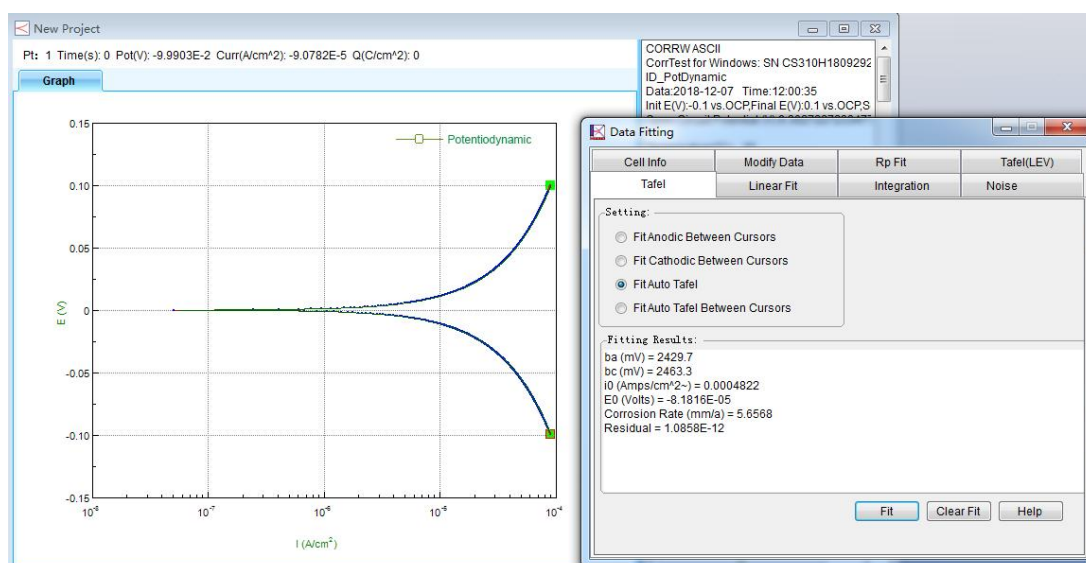 New Project
Pt: 1 Time(s): 0 Pot(V): -9.9903E-2 Curr(A/cm^2): -9.0782E-5 Q(C/cm^2): 0
Graph
CORRW ASCII
CorrTest for Windows: SN CS310H1809292
ID_PotDynamic
Data:2018-12-07 Time:12:00:35
Init E(V):-0.1 vs.OCP,Final E(V):0.1 vs.OCP,S
Potentiodynamic
0.15
0.10
0.05
0
-0.05
-0.10
-0.15
E (V)
10⁻⁸
10⁻⁷
10⁻⁶
10⁻⁵
10⁻⁴
I (A/cm²)
Data Fitting
Cell Info Modify Data Rp Fit Tafel(LEV)
Tafel Linear Fit Integration Noise
Setting:
Fit Anodic Between Cursors
Fit Cathodic Between Cursors
Fit Auto Tafel
Fit Auto Tafel Between Cursors
Fitting Results:
ba (mV) = 2429.7
bc (mV) = 2463.3
i0 (Amps/cm^2~) = 0.0004822
E0 (Volts) = -8.1816E-05
Corrosion Rate (mm/a) = 5.6568
Residual = 1.0858E-12
Fit Clear Fit Help